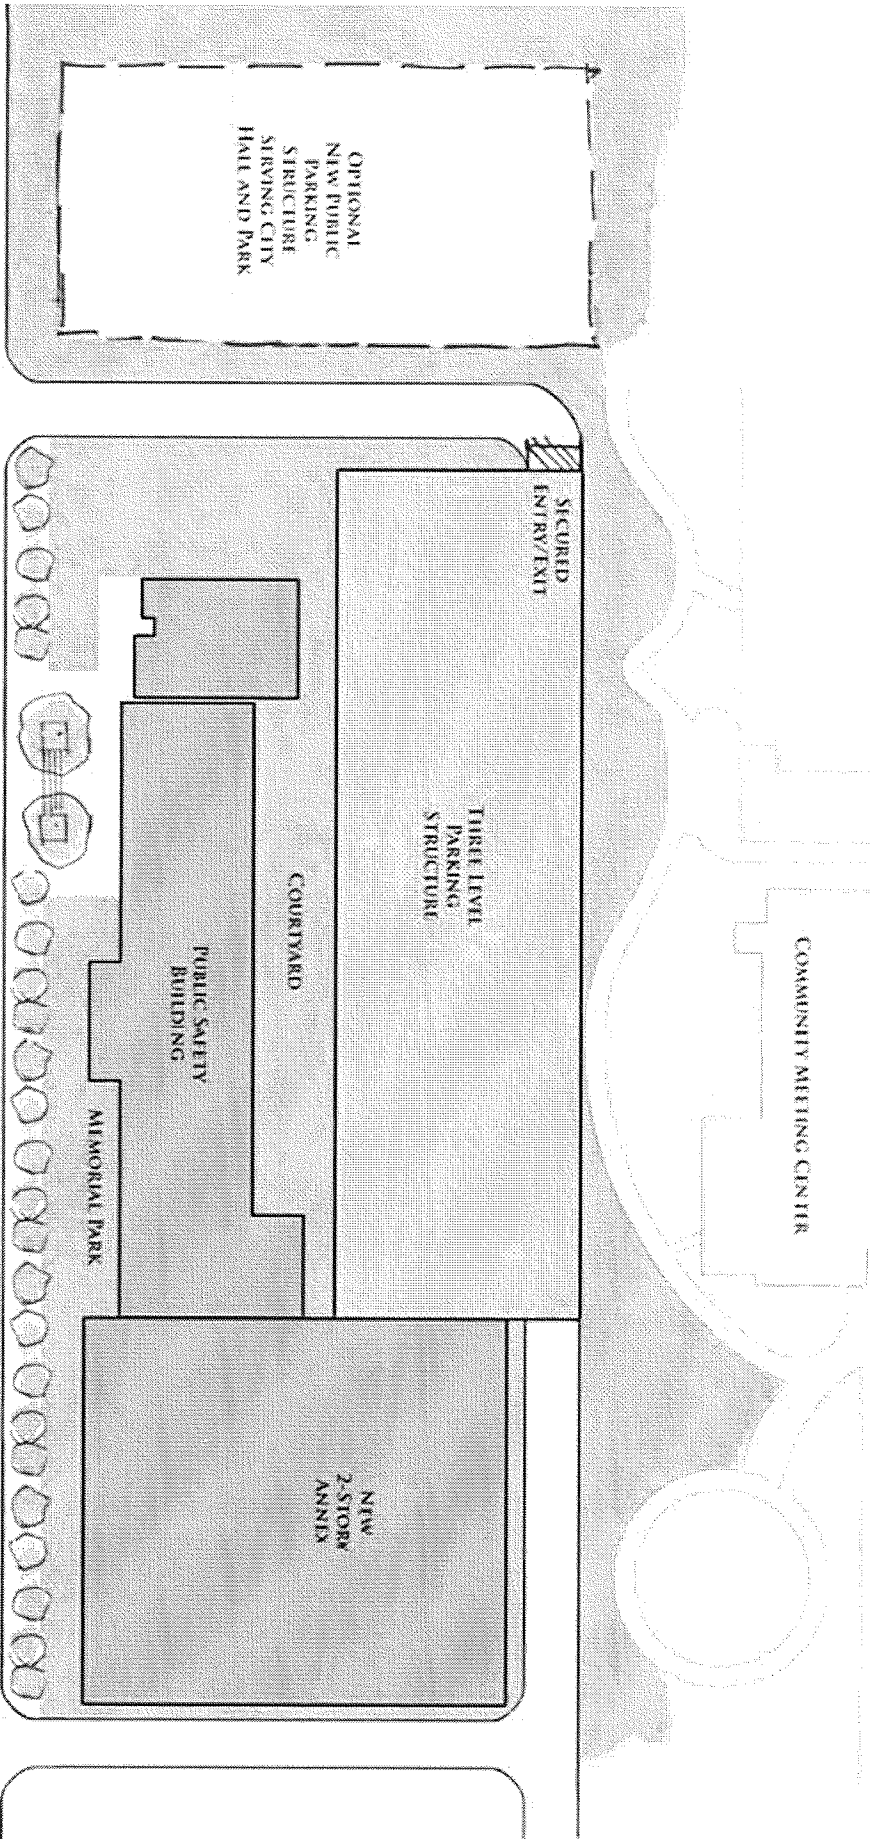 OPTIONAL
NEW PUBLIC
PARKING
STRUCTURE
SERVING CITY
HALL AND PARK
SECURED
ENTRY/EXIT
THREE LEVEL
PARKING
STRUCTURE
COMMUNITY MEETING CENTER
COURTYARD
PUBLIC SAFETY
BUILDING
MEMORIAL PARK
NEW
2-STORY
ANNEX